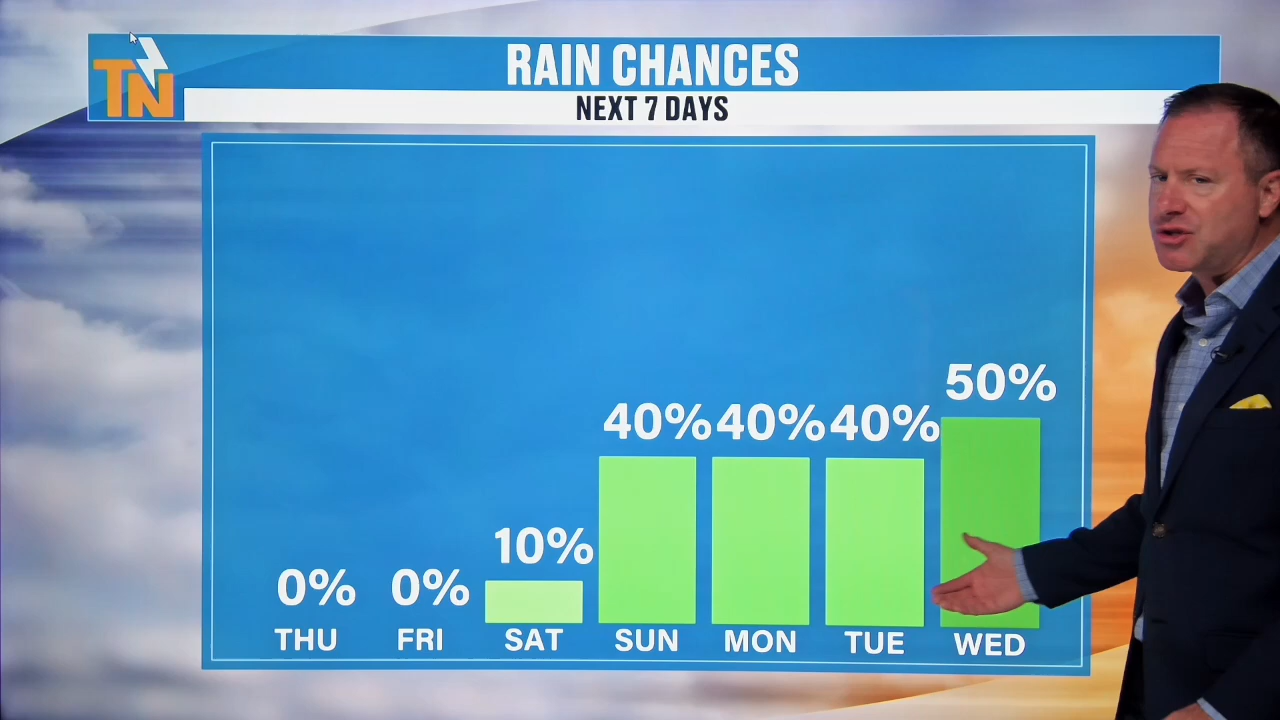 TN
RAIN CHANCES
NEXT 7 DAYS
50%
40% 40% 40%
10%
0% 0%
THU FRI SAT SUN MON TUE WED